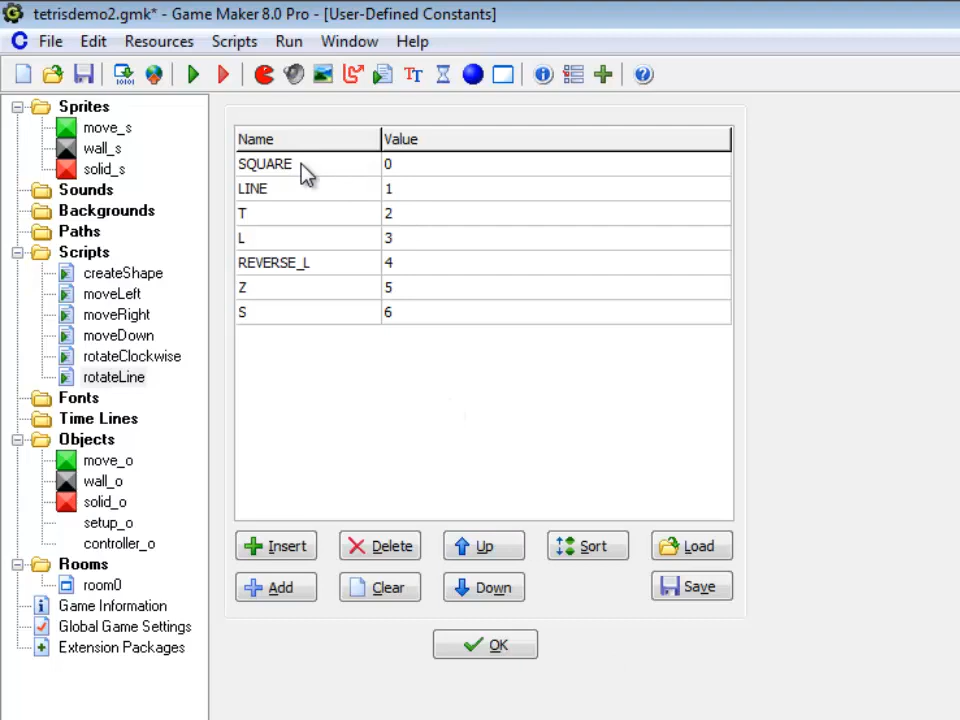 tetrisdemo2.gmk* - Game Maker 8.0 Pro - [User-Defined Constants]
C File Edit Resources Scripts Run Window Help
Sprites
move_s
wall_s
solid_s
Sounds
Backgrounds
Paths
Scripts
createShape
moveLeft
moveRight
moveDown
rotateClockwise
rotateLine
Fonts
Time Lines
Objects
move_o
wall_o
solid_o
setup_o
controller_o
Rooms
room0
Game Information
Global Game Settings
Extension Packages
Name Value
SQUARE 0
LINE 1
T 2
L 3
REVERSE_L 4
Z 5
S 6
Insert Delete Up Sort Load
Add Clear Down Save
OK